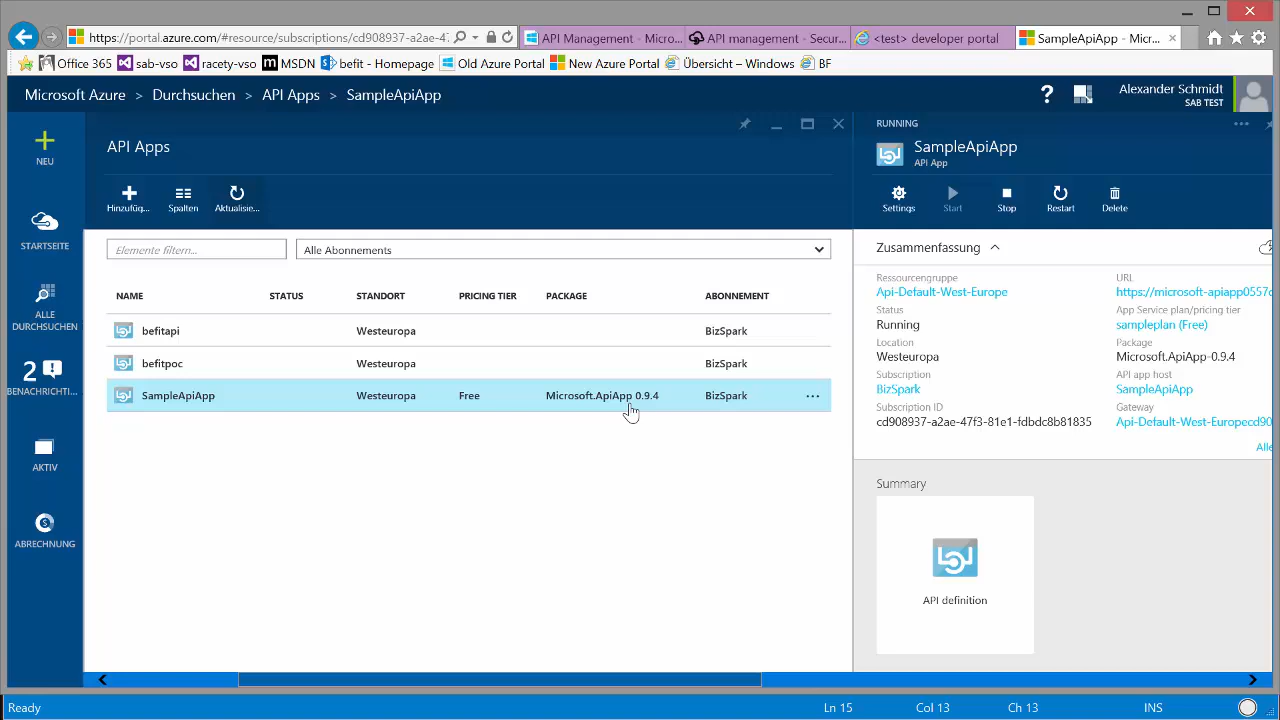 https://portal.azure.com/#resource/subscriptions/cd908937-a2ae-4
API Management - Micro...
API management - Secur...
<test> developer portal
SampleApiApp - Micr...
Office 365
sab-vso
racety-vso
MSDN
befit - Homepage
Old Azure Portal
New Azure Portal
Übersicht – Windows
BF
Microsoft Azure > Durchsuchen > API Apps > SampleApiApp
?
Alexander Schmidt
SAB TEST
NEU
STARTSEITE
ALLE
DURCHSUCHEN
2
BENACHRICHTI...
AKTIV
ABRECHNUNG
API Apps
Hinzufüg...
Spalten
Aktualisie...
Elemente filtern...
Alle Abonnements
NAME STATUS STANDORT PRICING TIER PACKAGE ABONNEMENT
befitapi Westeuropa BizSpark
befitpoc Westeuropa BizSpark
SampleApiApp Westeuropa Free Microsoft.ApiApp 0.9.4 BizSpark ...
RUNNING
SampleApiApp
API App
Settings
Start
Stop
Restart
Delete
Zusammenfassung
Ressourcengruppe
Api-Default-West-Europe
Status
Running
Location
Westeuropa
Subscription
BizSpark
Subscription ID
cd908937-a2ae-47f3-81e1-fdbdc8b81835
URL
https://microsoft-apiapp0557
App Service plan/pricing tier
sampleplan (Free)
Package
Microsoft.ApiApp-0.9.4
API app host
SampleApiApp
Gateway
Api-Default-West-Europecd90
Alle
Summary
API definition
Ready
Ln 15
Col 13
Ch 13
INS